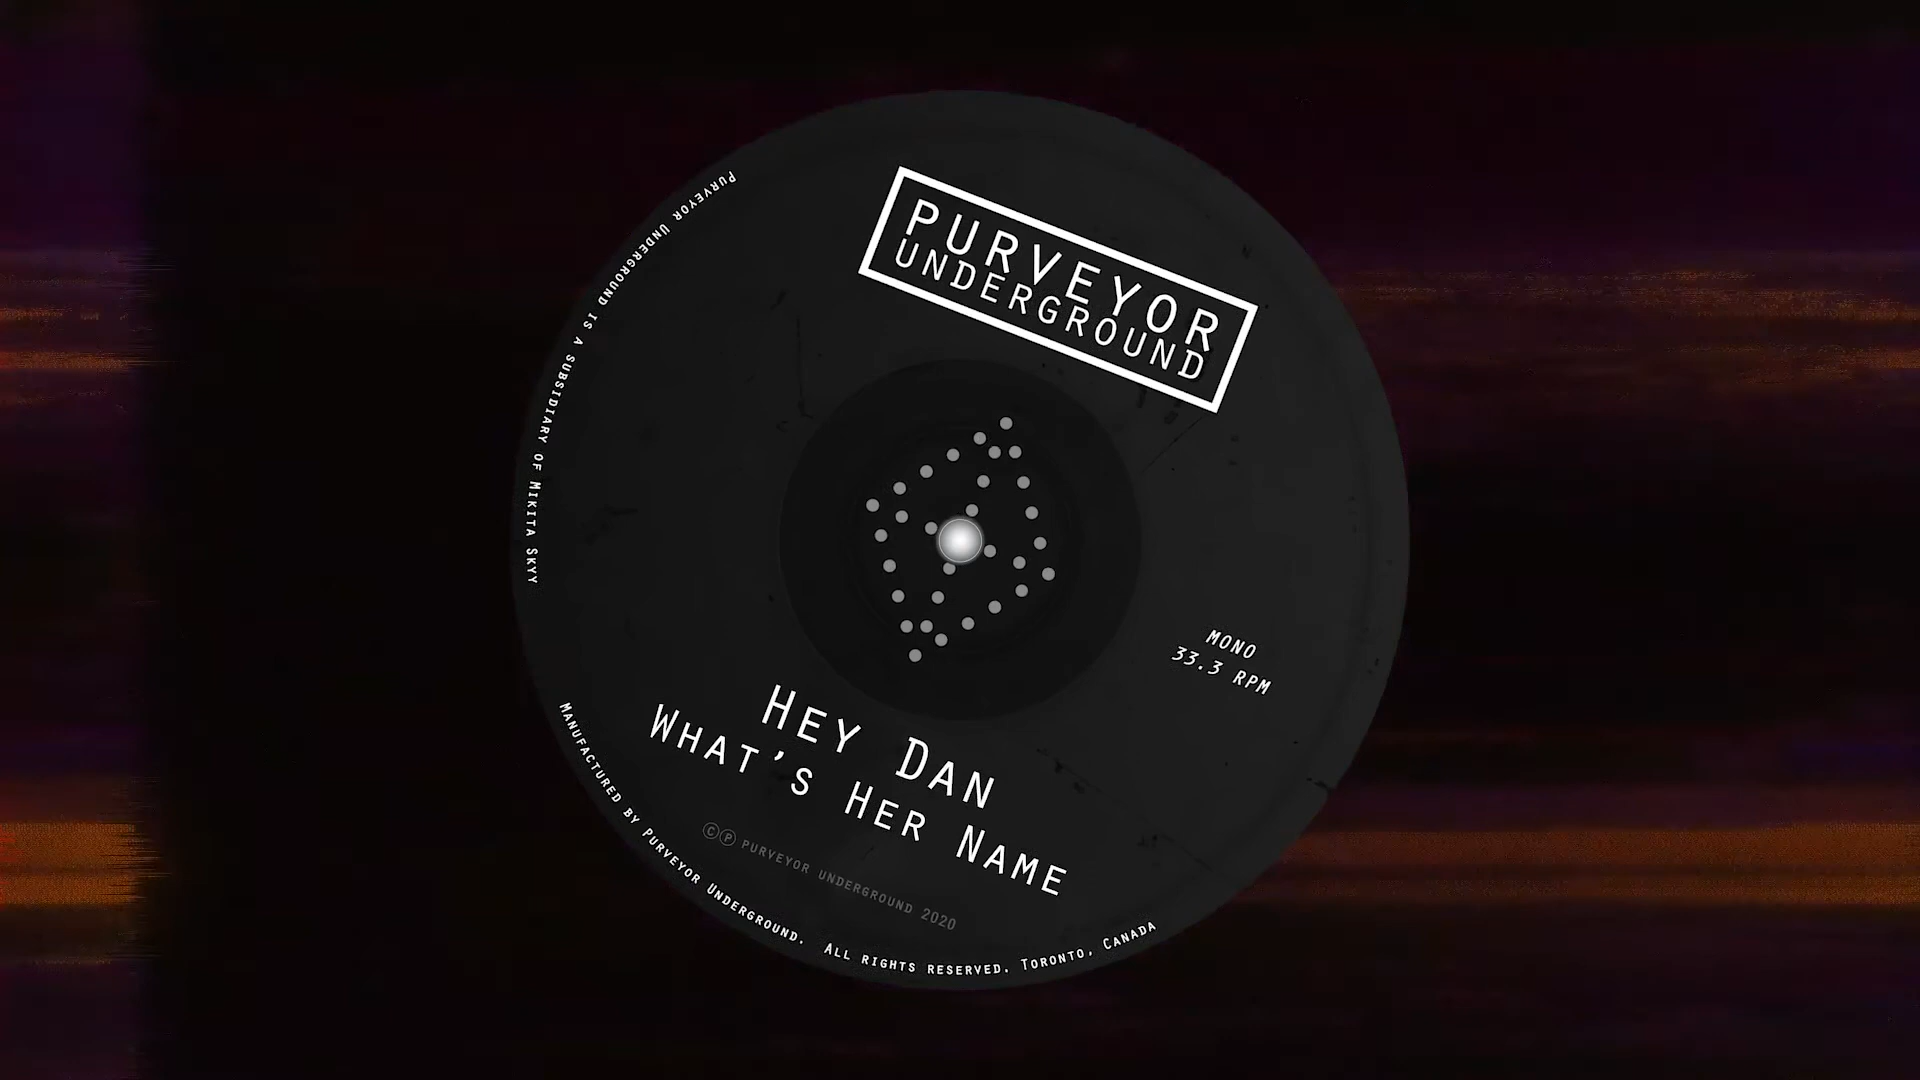 PURVEYOR
UNDERGROUND
PURVEYOR UNDERGROUND IS A SUBSIDIARY OF MIKITA SKYY
MONO
33.3 RPM
HEY DAN
WHAT'S HER NAME
©℗ PURVEYOR UNDERGROUND 2020
MANUFACTURED BY PURVEYOR UNDERGROUND. ALL RIGHTS RESERVED. TORONTO, CANADA